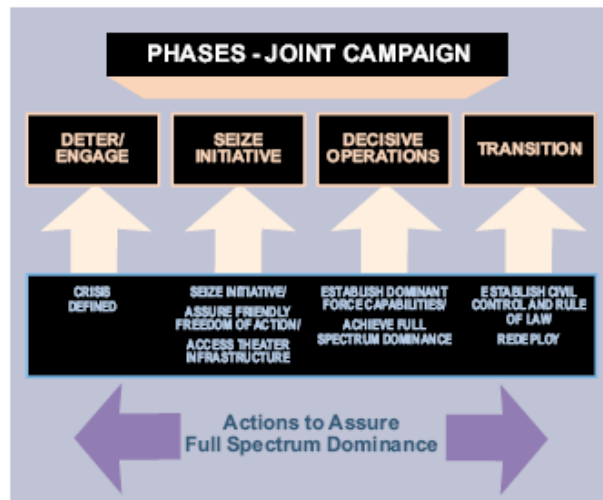 PHASES - JOINT CAMPAIGN
DETER/
ENGAGE
SEIZE
INITIATIVE
DECISIVE
OPERATIONS
TRANSITION
CRISIS
DEFINED
SEIZE INITIATIVE/
ASSURE FRIENDLY
FREEDOM OF ACTION/
ACCESS THEATER
INFRASTRUCTURE
ESTABLISH DOMINANT
FORCE CAPABILITIES/
ACHIEVE FULL
SPECTRUM DOMINANCE
ESTABLISH CIVIL
CONTROL AND RULE
OF LAW
REDEPLOY
Actions to Assure
Full Spectrum Dominance